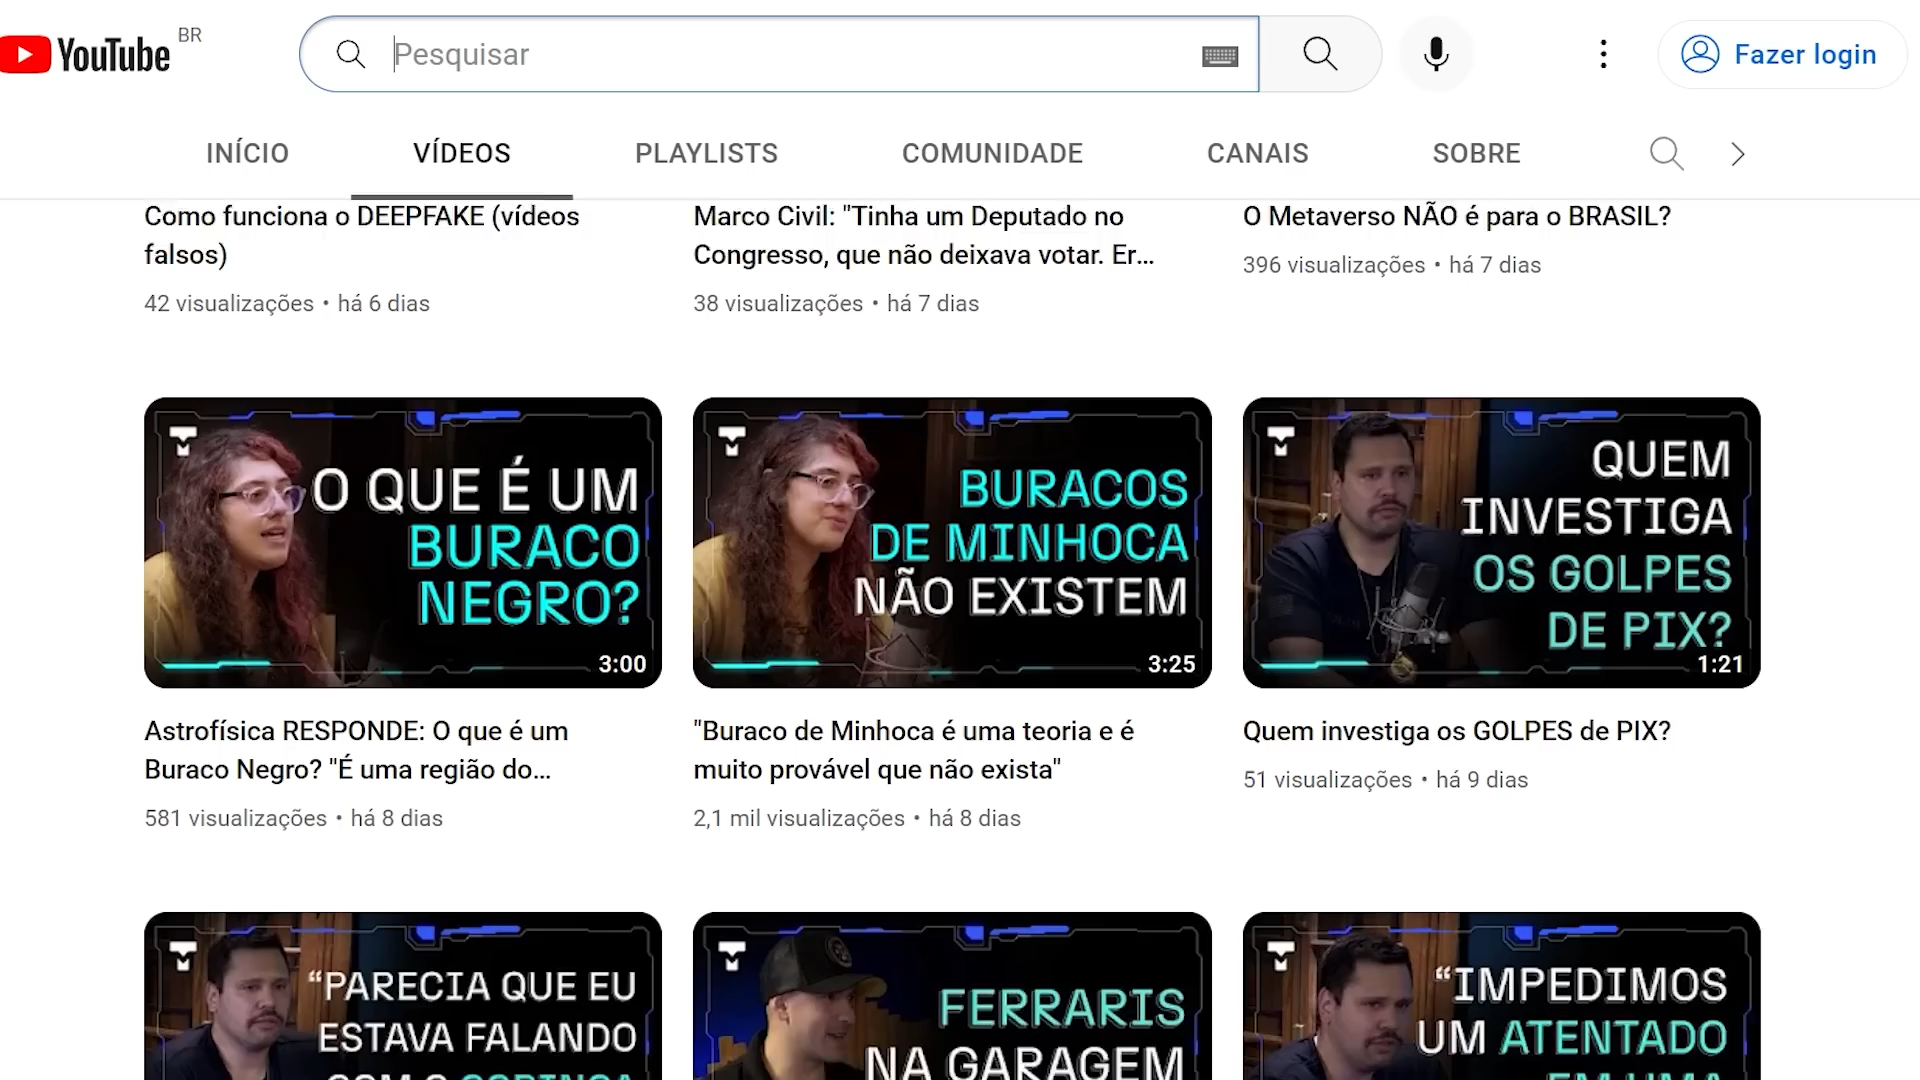 YouTube BR
Pesquisar
Fazer login
INÍCIO
VÍDEOS
PLAYLISTS
COMUNIDADE
CANAIS
SOBRE
Como funciona o DEEPFAKE (vídeos
falsos)
42 visualizações • há 6 dias
Marco Civil: "Tinha um Deputado no
Congresso, que não deixava votar. Er...
38 visualizações • há 7 dias
O Metaverso NÃO é para o BRASIL?
396 visualizações • há 7 dias
O QUE É UM
BURACO
NEGRO?
3:00
Astrofísica RESPONDE: O que é um
Buraco Negro? "É uma região do...
581 visualizações • há 8 dias
BURACOS
DE MINHOCA
NÃO EXISTEM
3:25
"Buraco de Minhoca é uma teoria e é
muito provável que não exista"
2,1 mil visualizações • há 8 dias
QUEM
INVESTIGA
OS GOLPES
DE PIX?
1:21
Quem investiga os GOLPES de PIX?
51 visualizações • há 9 dias
“PARECIA QUE EU
ESTAVA FALANDO
FERRARIS
NA GARAGEM
“IMPEDIMOS
UM ATENTADO